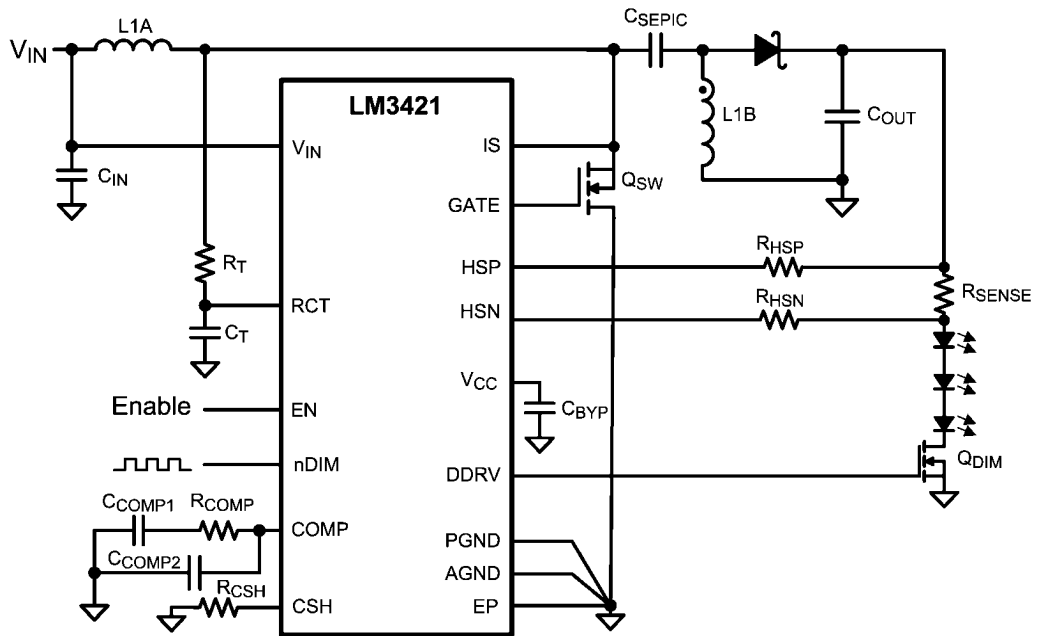 L1A
C_SEPIC
V_IN
LM3421
L1B
C_OUT
V_IN
IS
C_IN
Q_SW
GATE
R_T
HSP
R_HSP
R_SENSE
RCT
HSN
R_HSN
C_T
V_CC
C_BYP
Enable
EN
nDIM
DDRV
Q_DIM
C_COMP1
R_COMP
COMP
PGND
C_COMP2
AGND
R_CSH
CSH
EP